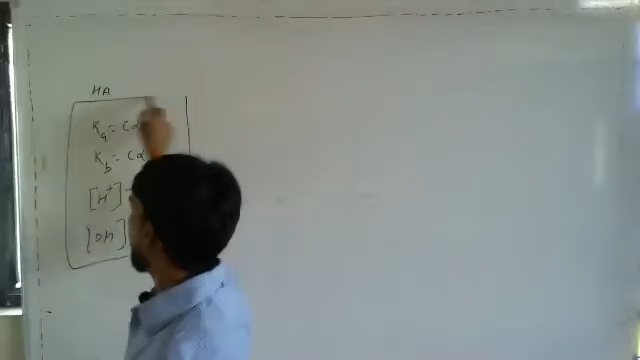 HA
Ka = Cα
Kb = Cα
[H+]
[OH